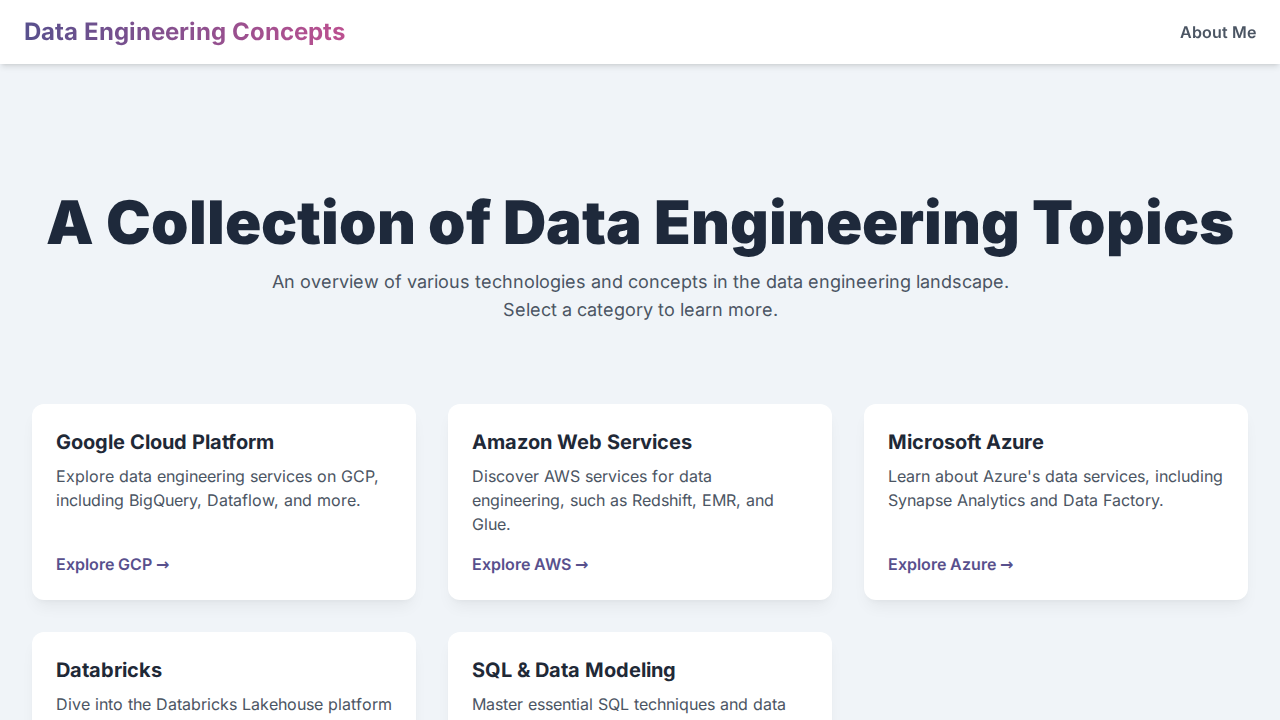 Data Engineering Concepts
About Me
A Collection of Data Engineering Topics
An overview of various technologies and concepts in the data engineering landscape.
Select a category to learn more.
Google Cloud Platform
Explore data engineering services on GCP,
including BigQuery, Dataflow, and more.
Explore GCP →
Amazon Web Services
Discover AWS services for data
engineering, such as Redshift, EMR, and
Glue.
Explore AWS →
Microsoft Azure
Learn about Azure's data services, including
Synapse Analytics and Data Factory.
Explore Azure →
Databricks
Dive into the Databricks Lakehouse platform
SQL & Data Modeling
Master essential SQL techniques and data